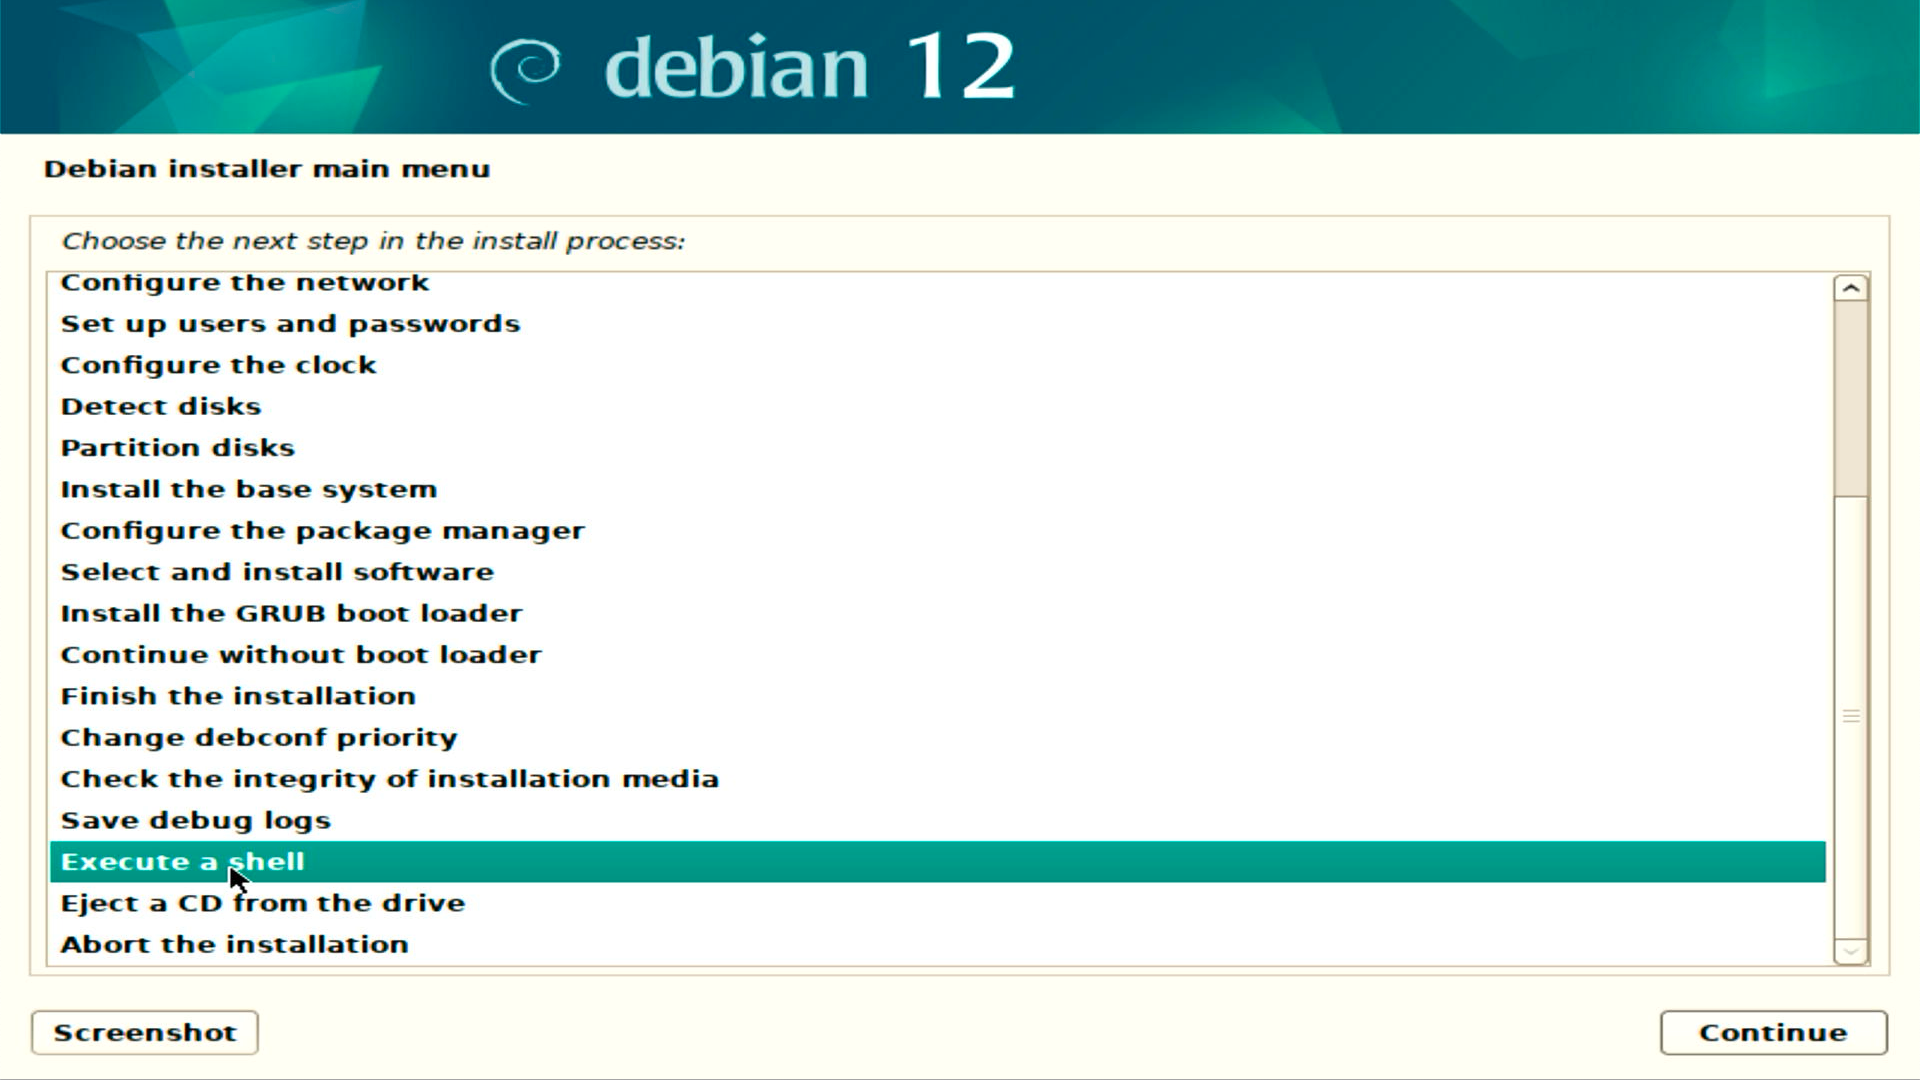 debian 12
Debian installer main menu
Choose the next step in the install process:
Configure the network
Set up users and passwords
Configure the clock
Detect disks
Partition disks
Install the base system
Configure the package manager
Select and install software
Install the GRUB boot loader
Continue without boot loader
Finish the installation
Change debconf priority
Check the integrity of installation media
Save debug logs
Execute a shell
Eject a CD from the drive
Abort the installation
Screenshot
Continue